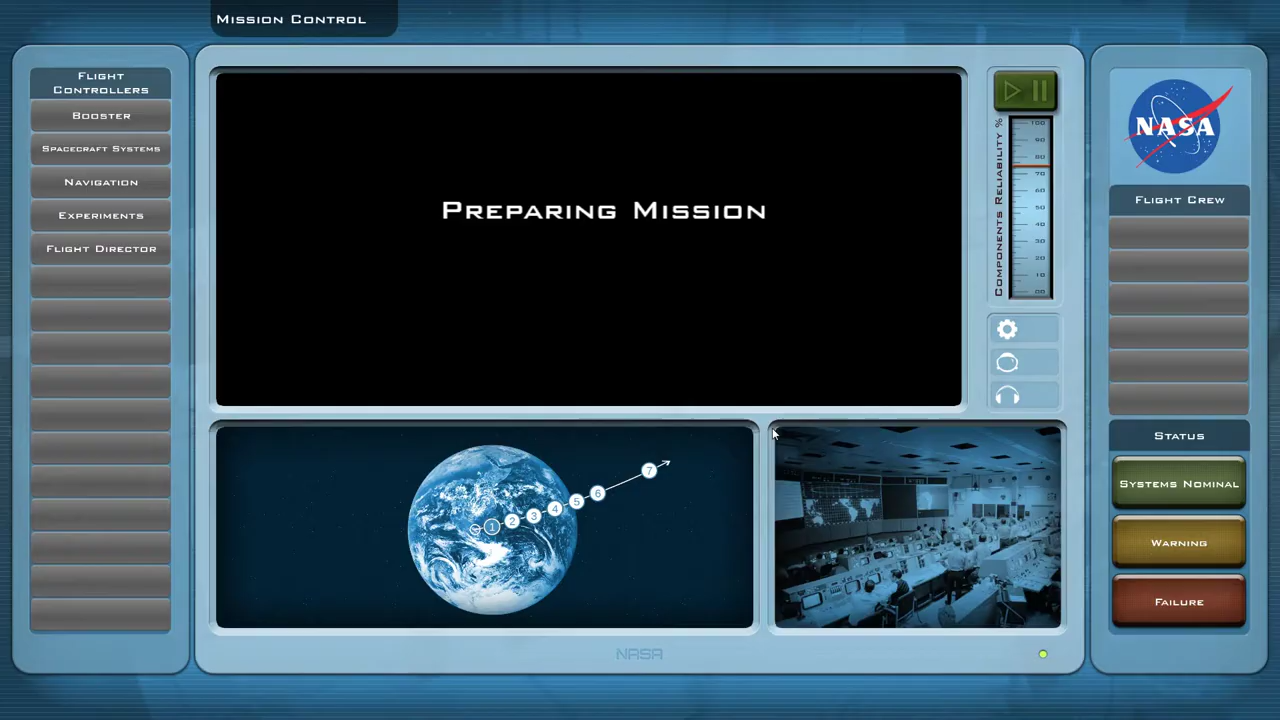 Mission Control
Flight
Controllers
Booster
Spacecraft Systems
Navigation
Experiments
Flight Director
Preparing Mission
Components Reliability %
100
90
80
70
60
50
40
30
20
10
00
1
2
3
4
5
6
7
NASA
NASA
Flight Crew
Status
Systems Nominal
Warning
Failure